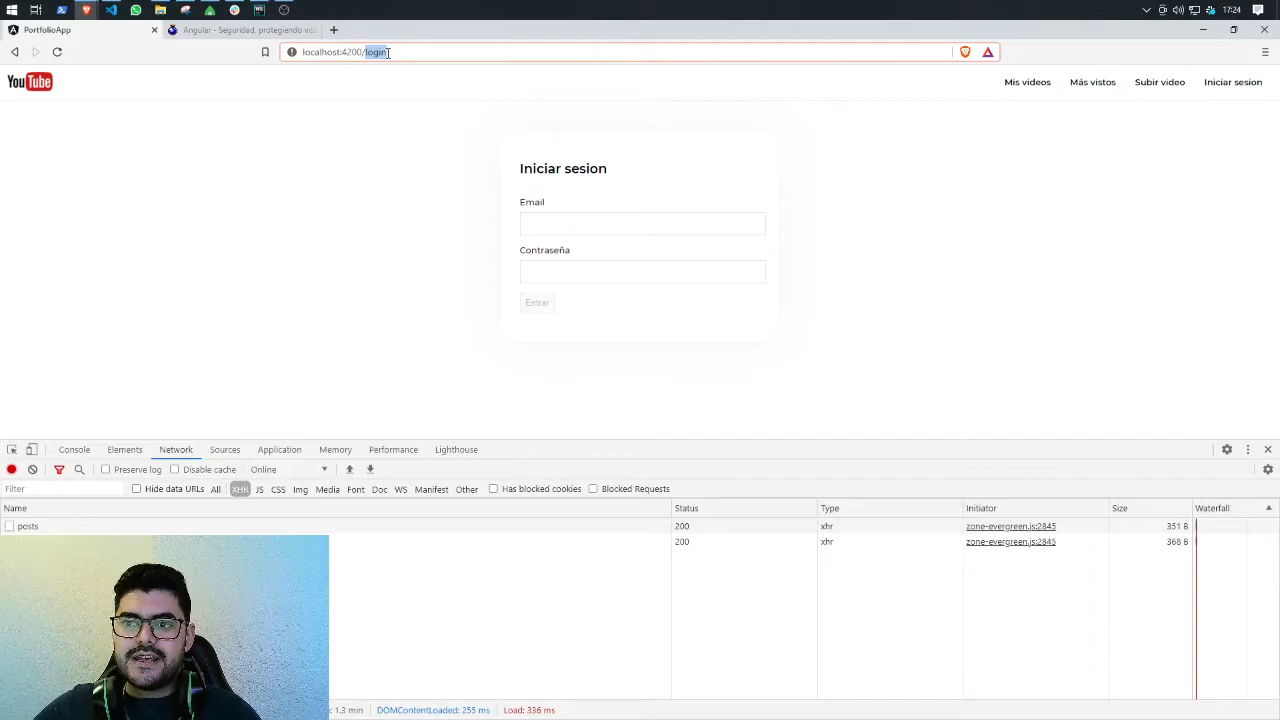 17:24
PortfolioApp
Angular - Seguridad, protegiendo vist
localhost:4200/login
YouTube
Mis videos Más vistos Subir video Iniciar sesion
Iniciar sesion
Email
Contraseña
Entrar
Console Elements Network Sources Application Memory Performance Lighthouse
Preserve log Disable cache Online
Filter Hide data URLs All XHR JS CSS Img Media Font Doc WS Manifest Other Has blocked cookies Blocked Requests
Name Status Type Initiator Size Waterfall
posts 200 xhr zone-evergreen.js:2845 351 B
200 xhr zone-evergreen.js:2845 368 B
: 1.3 min DOMContentLoaded: 255 ms Load: 336 ms